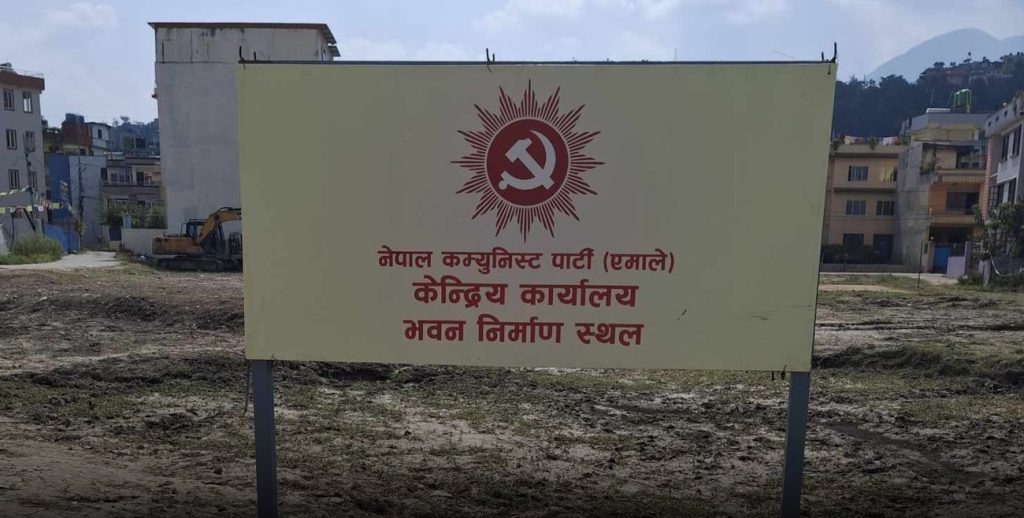 नेपाल कम्युनिस्ट पार्टी (एमाले)
केन्द्रिय कार्यालय
भवन निर्माण स्थल